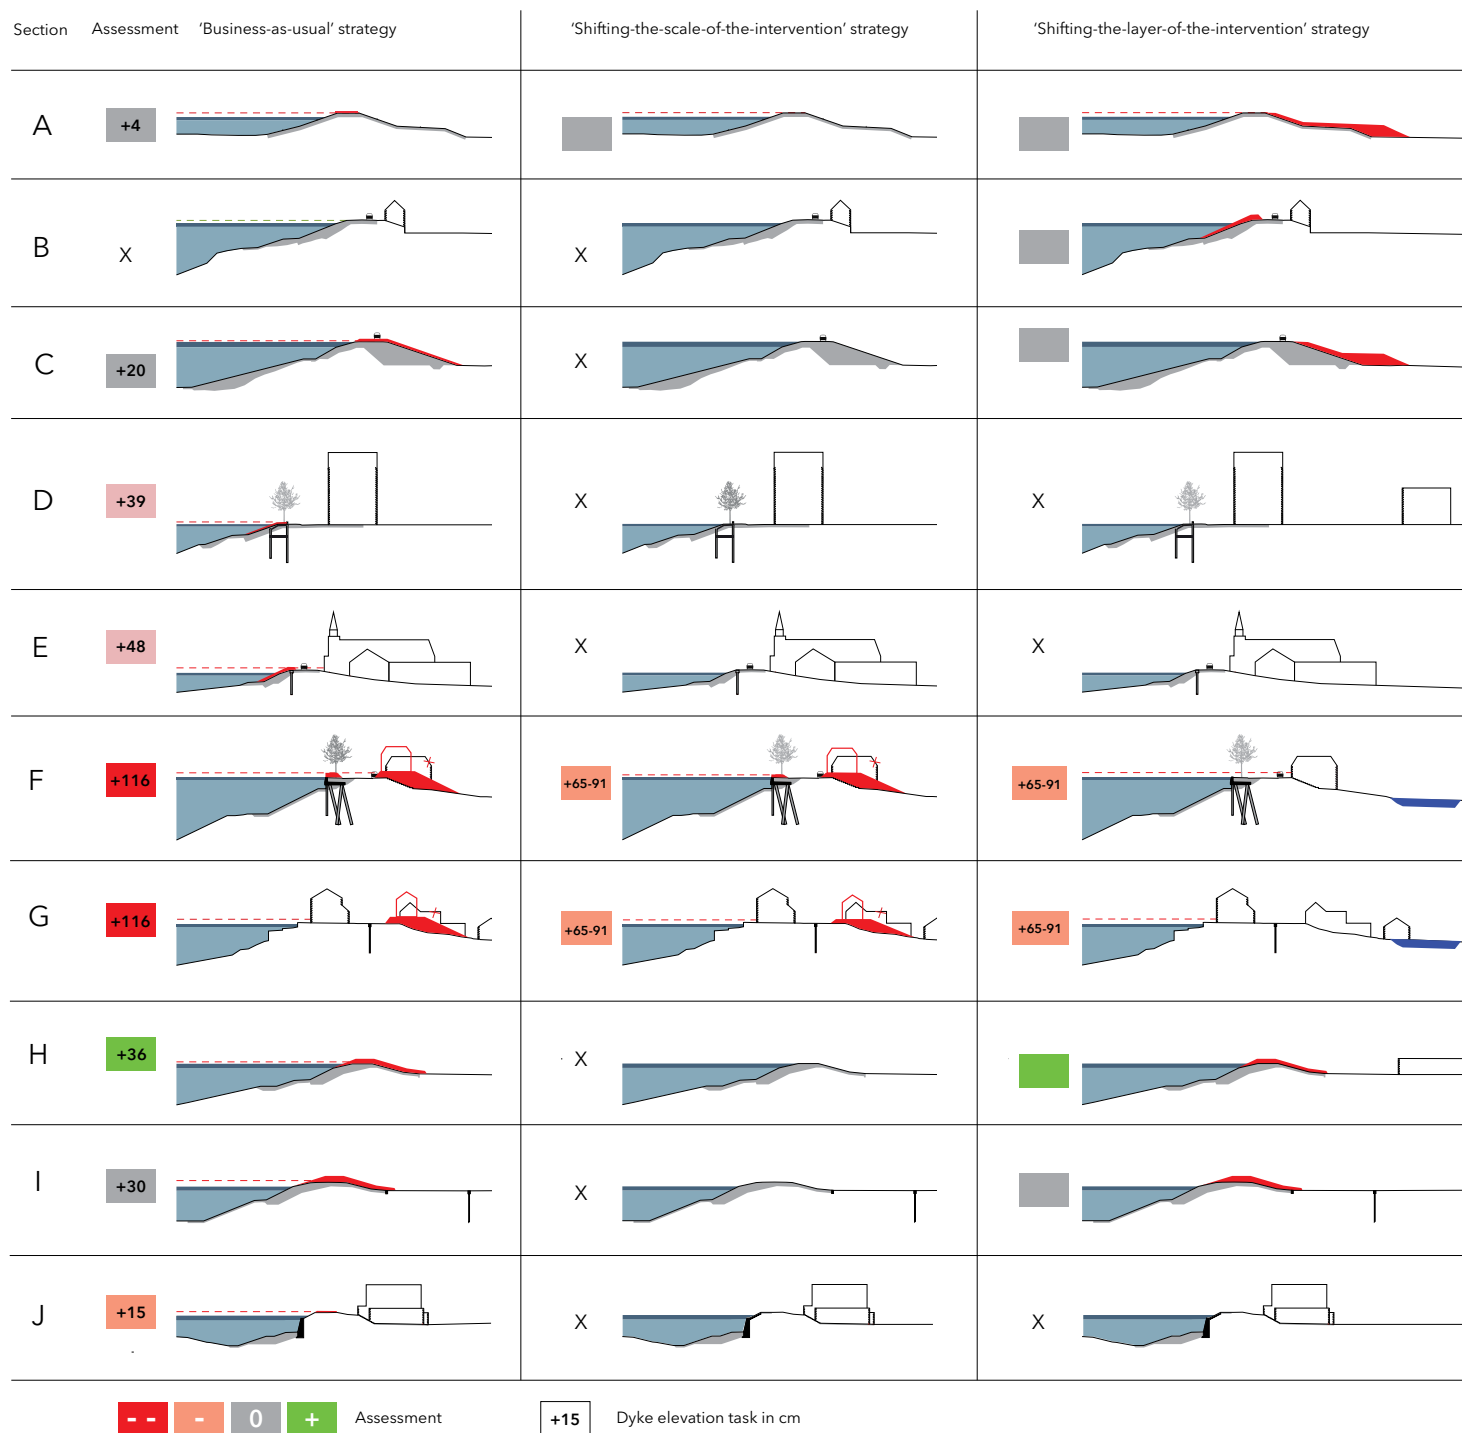 Section Assessment 'Business-as-usual' strategy 'Shifting-the-scale-of-the-intervention' strategy 'Shifting-the-layer-of-the-intervention' strategy
A +4
B X X
C +20 X
D +39 X X
E +48 X X
F +116 +65-91 +65-91
G +116 +65-91 +65-91
H +36 X
I +30 X
J +15 X X
- - - 0 + Assessment +15 Dyke elevation task in cm